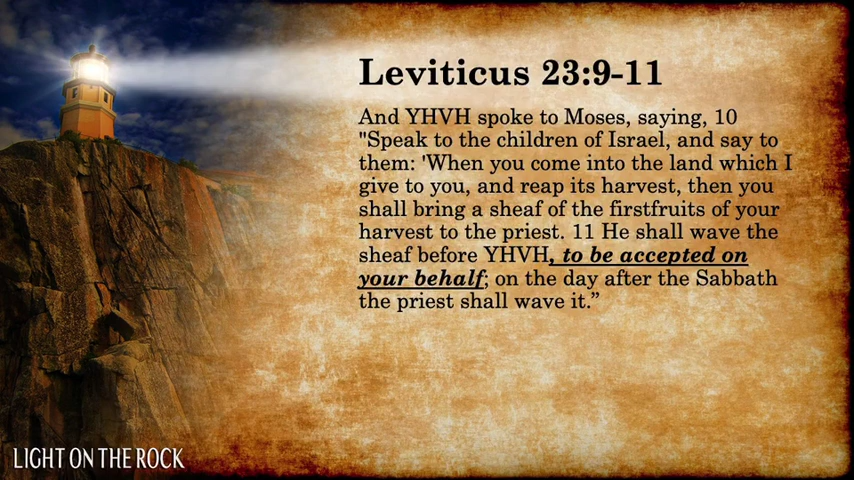 Leviticus 23:9-11
And YHVH spoke to Moses, saying, 10
"Speak to the children of Israel, and say to
them: 'When you come into the land which I
give to you, and reap its harvest, then you
shall bring a sheaf of the firstfruits of your
harvest to the priest. 11 He shall wave the
sheaf before YHVH, to be accepted on
your behalf; on the day after the Sabbath
the priest shall wave it.”
LIGHT ON THE ROCK